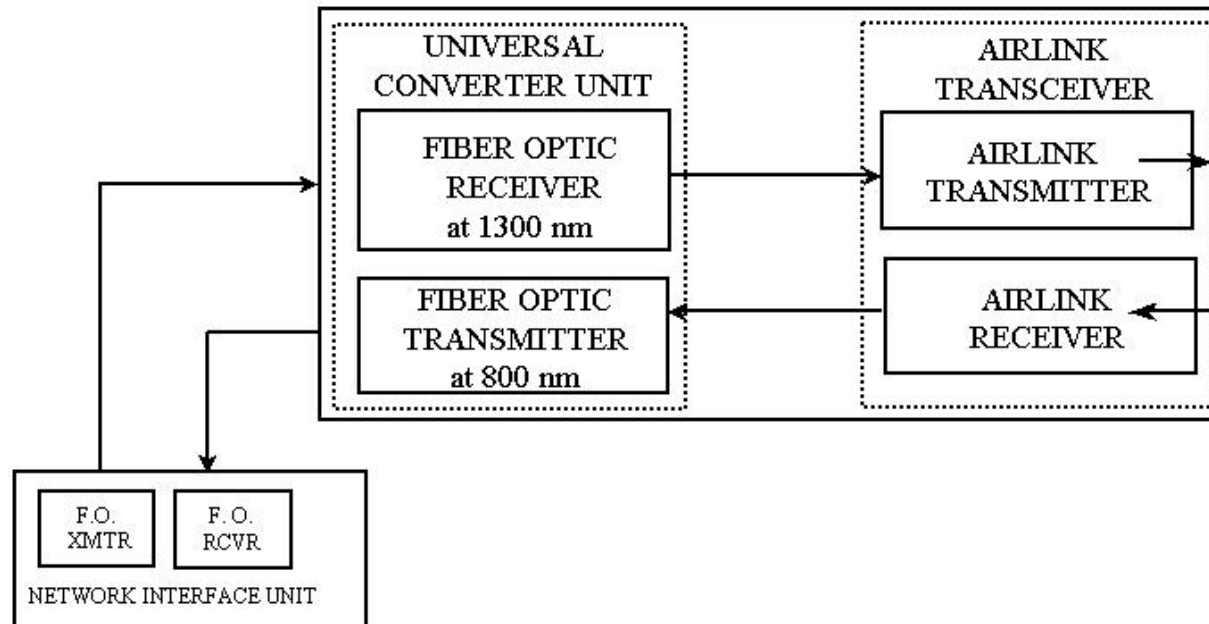 UNIVERSAL
CONVERTER UNIT
FIBER OPTIC
RECEIVER
at 1300 nm
FIBER OPTIC
TRANSMITTER
at 800 nm
AIRLINK
TRANSCEIVER
AIRLINK
TRANSMITTER
AIRLINK
RECEIVER
F.O.
XMTR
F. O.
RCVR
NETWORK INTERFACE UNIT